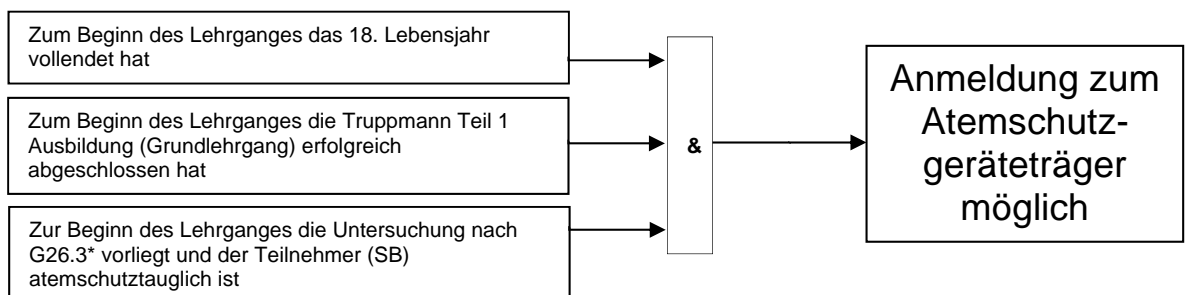 Zum Beginn des Lehrganges das 18. Lebensjahr
vollendet hat
Zum Beginn des Lehrganges die Truppmann Teil 1
Ausbildung (Grundlehrgang) erfolgreich
abgeschlossen hat
Zur Beginn des Lehrganges die Untersuchung nach
G26.3* vorliegt und der Teilnehmer (SB)
atemschutztauglich ist
&
Anmeldung zum
Atemschutz-
geräteträger
möglich